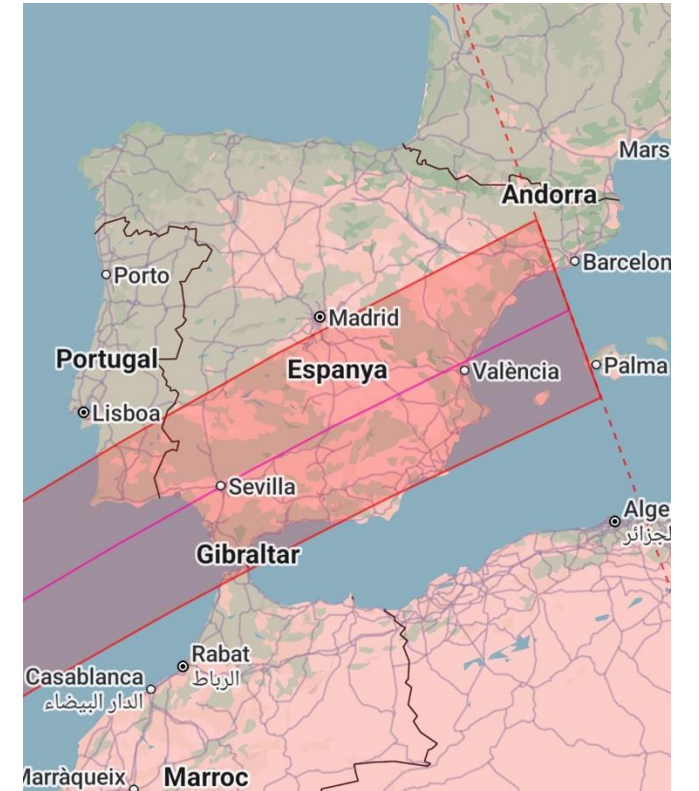 Mars
Andorra
Barcelon
Porto
Madrid
Portugal
Espanya
València
Palma
Lisboa
Sevilla
Alge
لجزائر
Gibraltar
Rabat
الرباط
Casablanca
الدار البيضاء
Marràqueix
Marroc